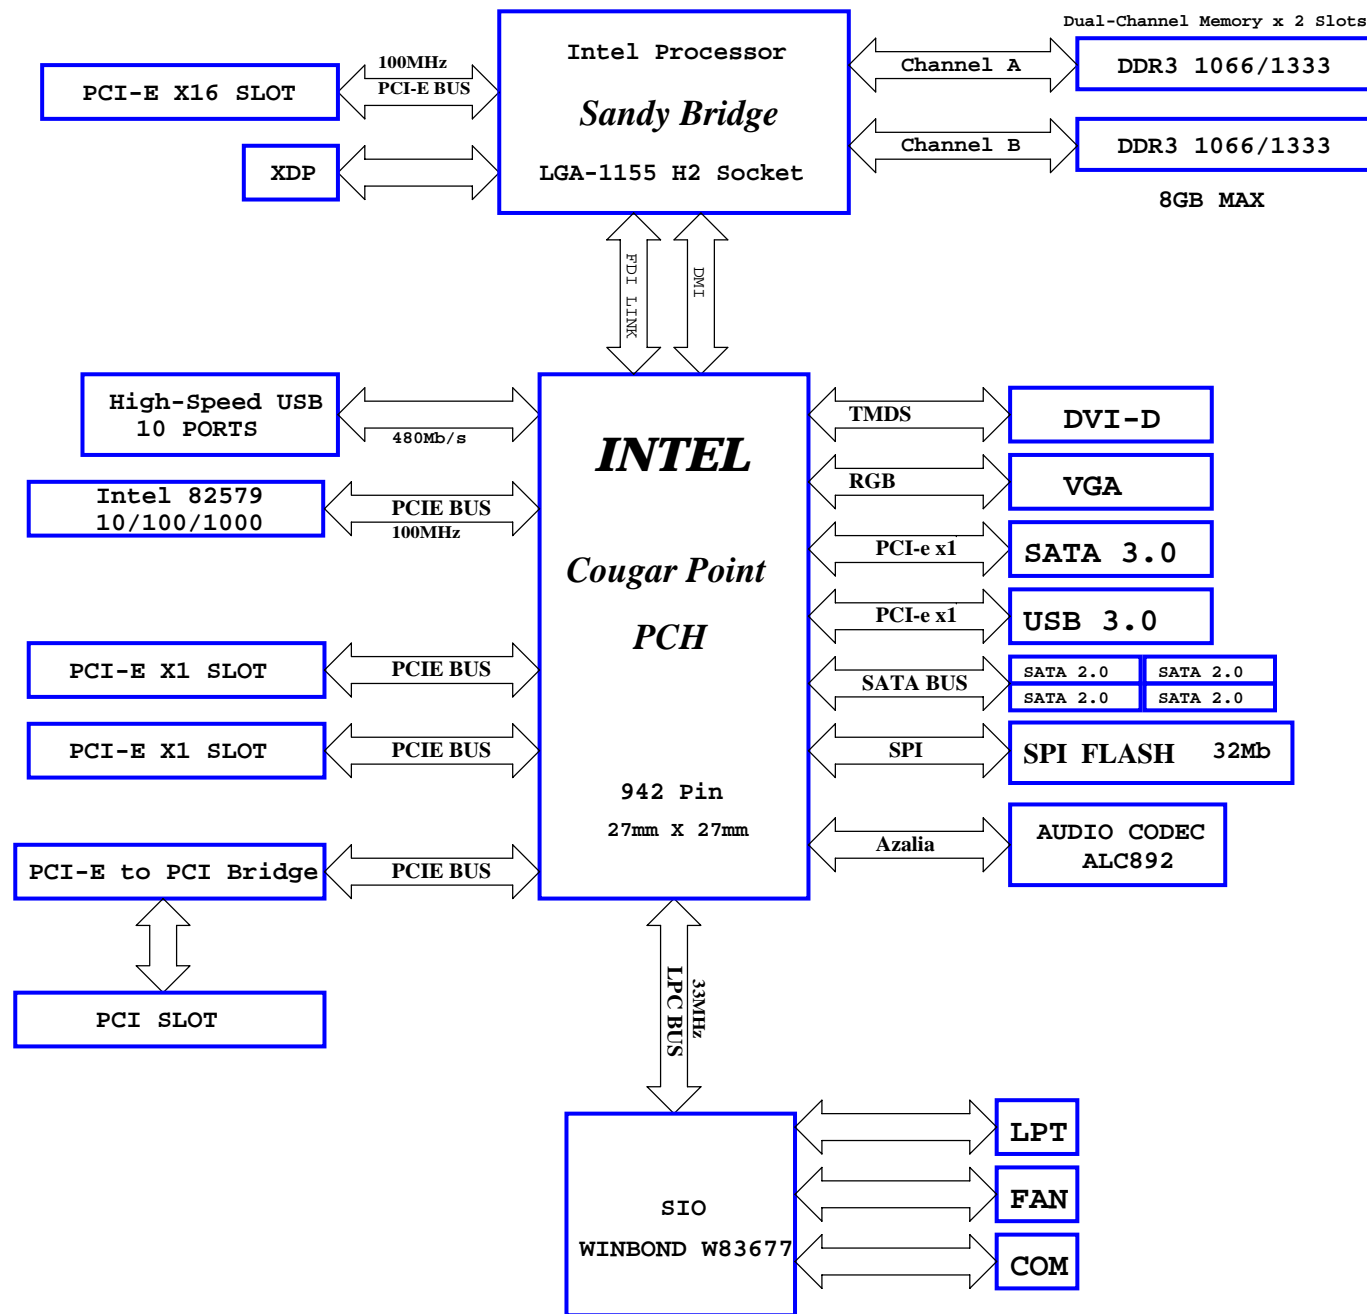 Dual-Channel Memory x 2 Slots
Intel Processor
Sandy Bridge
LGA-1155 H2 Socket
100MHz
PCI-E BUS
PCI-E X16 SLOT
XDP
Channel A
DDR3 1066/1333
Channel B
DDR3 1066/1333
8GB MAX
FDI LINK
DMI
High-Speed USB
10 PORTS
480Mb/s
Intel 82579
10/100/1000
PCIE BUS
100MHz
PCI-E X1 SLOT
PCIE BUS
PCI-E X1 SLOT
PCIE BUS
PCI-E to PCI Bridge
PCIE BUS
PCI SLOT
INTEL
Cougar Point
PCH
942 Pin
27mm X 27mm
TMDS
DVI-D
RGB
VGA
PCI-e x1
SATA 3.0
PCI-e x1
USB 3.0
SATA BUS
SATA 2.0
SATA 2.0
SATA 2.0
SATA 2.0
SPI
SPI FLASH 32Mb
Azalia
AUDIO CODEC
ALC892
33MHz
LPC BUS
SIO
WINBOND W83677
LPT
FAN
COM